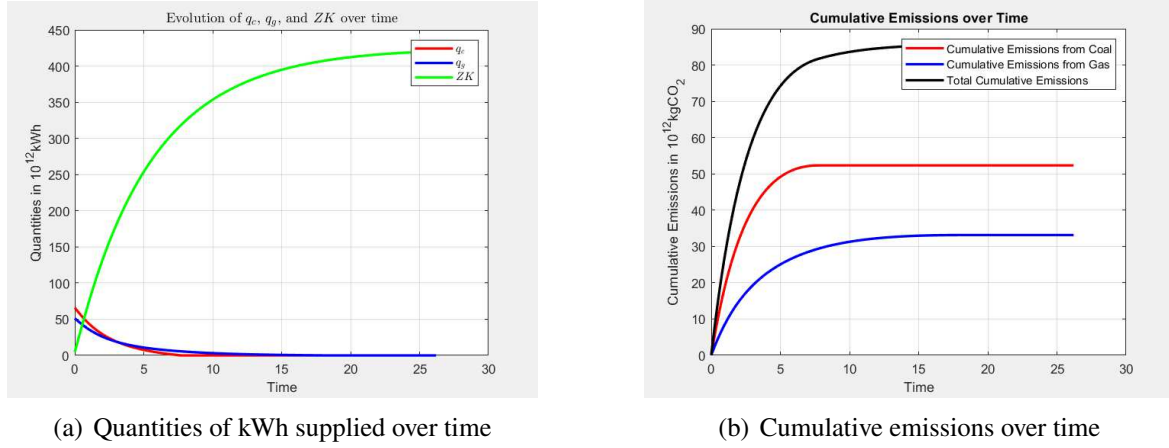 Evolution of q_c, q_g, and ZK over time
450
400
350
300
250
200
150
100
50
0
0 5 10 15 20 25 30
Quantities in 10^12kWh
Time
q_c
q_g
ZK
(a) Quantities of kWh supplied over time
Cumulative Emissions over Time
90
80
70
60
50
40
30
20
10
0
0 5 10 15 20 25 30
Cumulative Emissions in 10^12kgCO_2
Time
Cumulative Emissions from Coal
Cumulative Emissions from Gas
Total Cumulative Emissions
(b) Cumulative emissions over time